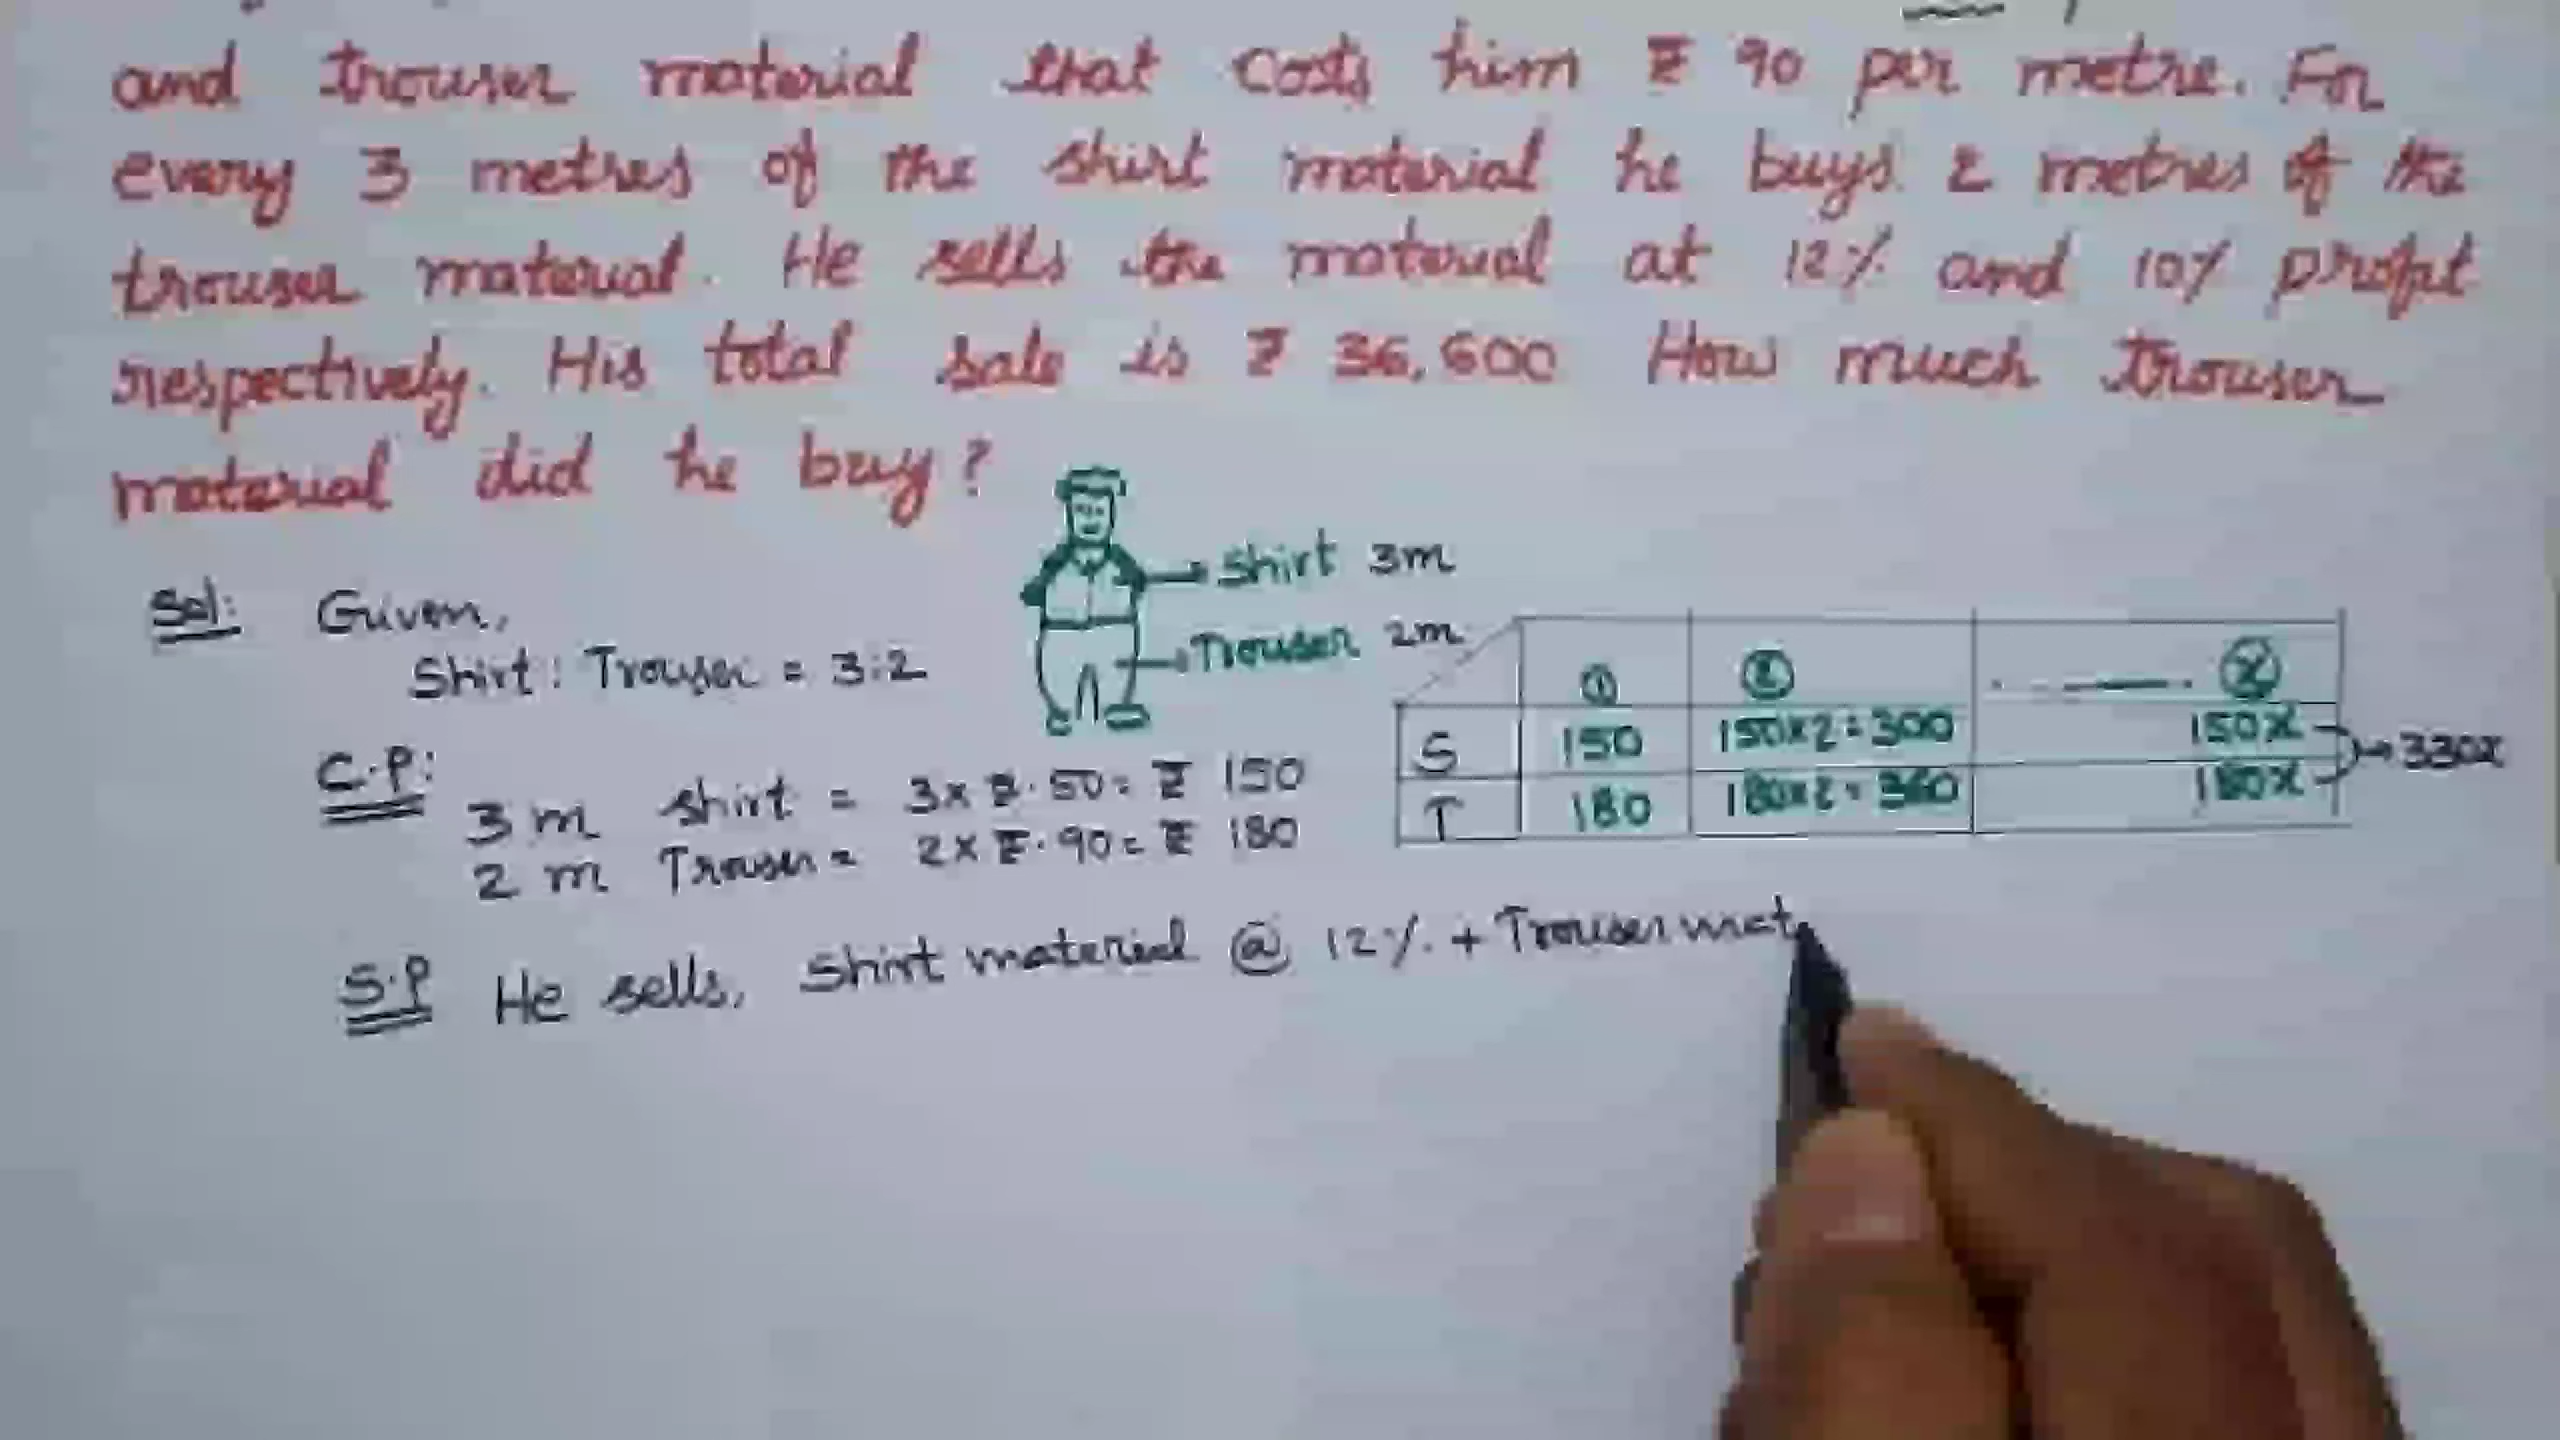 and trouser material that costs him ₹ 90 per metre. For
every 3 metres of the shirt material he buys 2 metres of the
trouser material. He sells the material at 12% and 10% profit
respectively. His total sale is ₹ 36,600 How much trouser
material did he buy?
Sol: Given,
Shirt : Trouser = 3:2
Shirt 3m
Trouser 2m
C.P:
3 m shirt = 3 x ₹.50 = ₹ 150
2 m Trouser = 2 x ₹.90 = ₹ 180
① ② x
S 150 150x2=300 150x
T 180 180x2=360 180x
→330x
S.P He sells, Shirt material @ 12% + Trouser mat